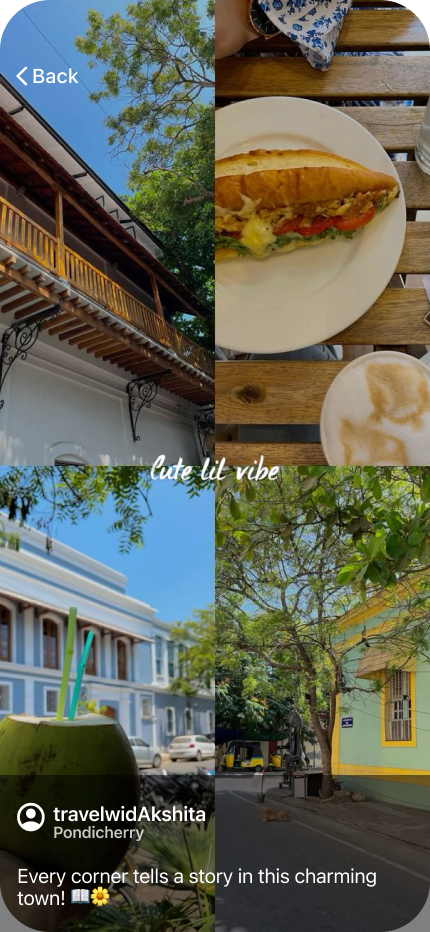 Back
Cute lil vibe
travelwidAkshita
Pondicherry
Every corner tells a story in this charming
town! 📖🌼